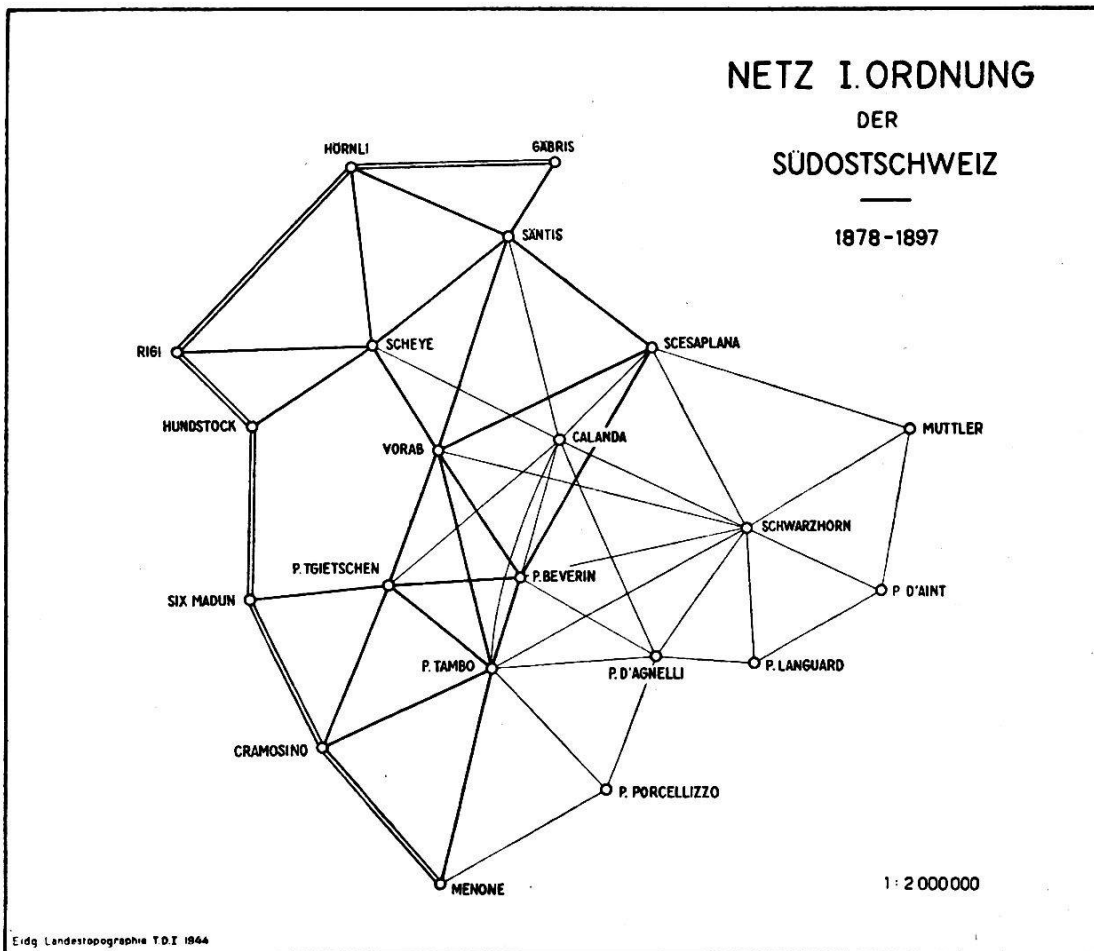 NETZ I. ORDNUNG
DER
SÜDOSTSCHWEIZ
1878-1897
HÖRNLI
GÄBRIS
SÄNTIS
RIGI
SCHEYE
SCESAPLANA
HUNDSTOCK
VORAB
CALANDA
MUTTLER
SCHWARZHORN
P. TGIETSCHEN
P. BEVERIN
SIX MADUN
P D'AINT
P. TAMBO
P. D'AGNELLI
P. LANGUARD
CRAMOSINO
P. PORCELLIZZO
MENONE
1:2000000
Eidg. Landestopographie T.D.I 1944